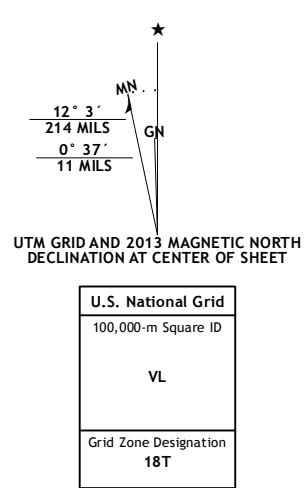 ★
MN
12° 3´
214 MILS
GN
0° 37´
11 MILS
UTM GRID AND 2013 MAGNETIC NORTH
DECLINATION AT CENTER OF SHEET
U.S. National Grid
100,000-m Square ID
VL
Grid Zone Designation
18T